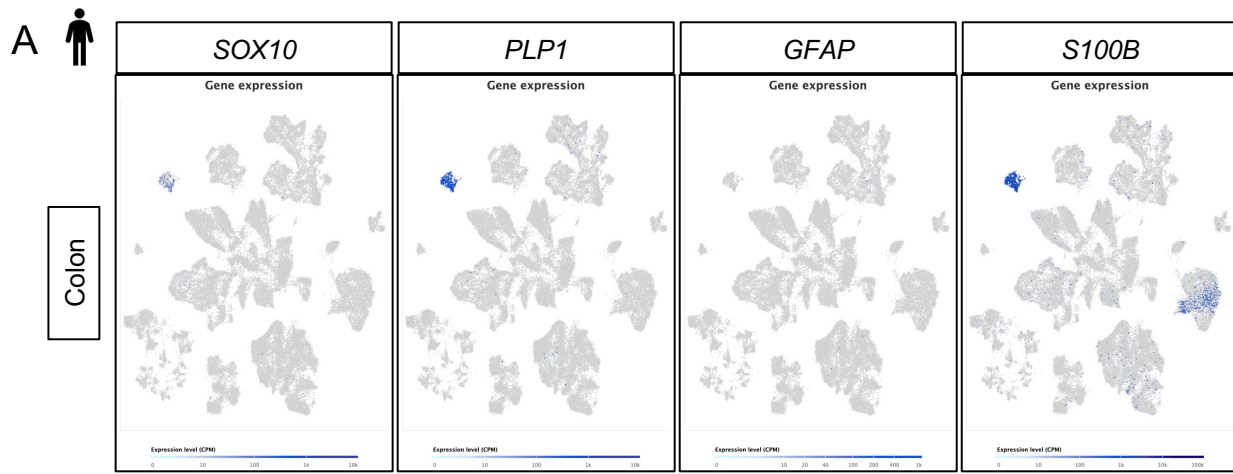 A
SOX10 PLP1 GFAP S100B
Gene expression Gene expression Gene expression Gene expression
Colon
Expression level (CPM) Expression level (CPM) Expression level (CPM) Expression level (CPM)
0 10 100 1k 10k 0 10 100 1k 10k 0 10 20 40 100 200 400 1k 0 10 100 1k 10k 100k